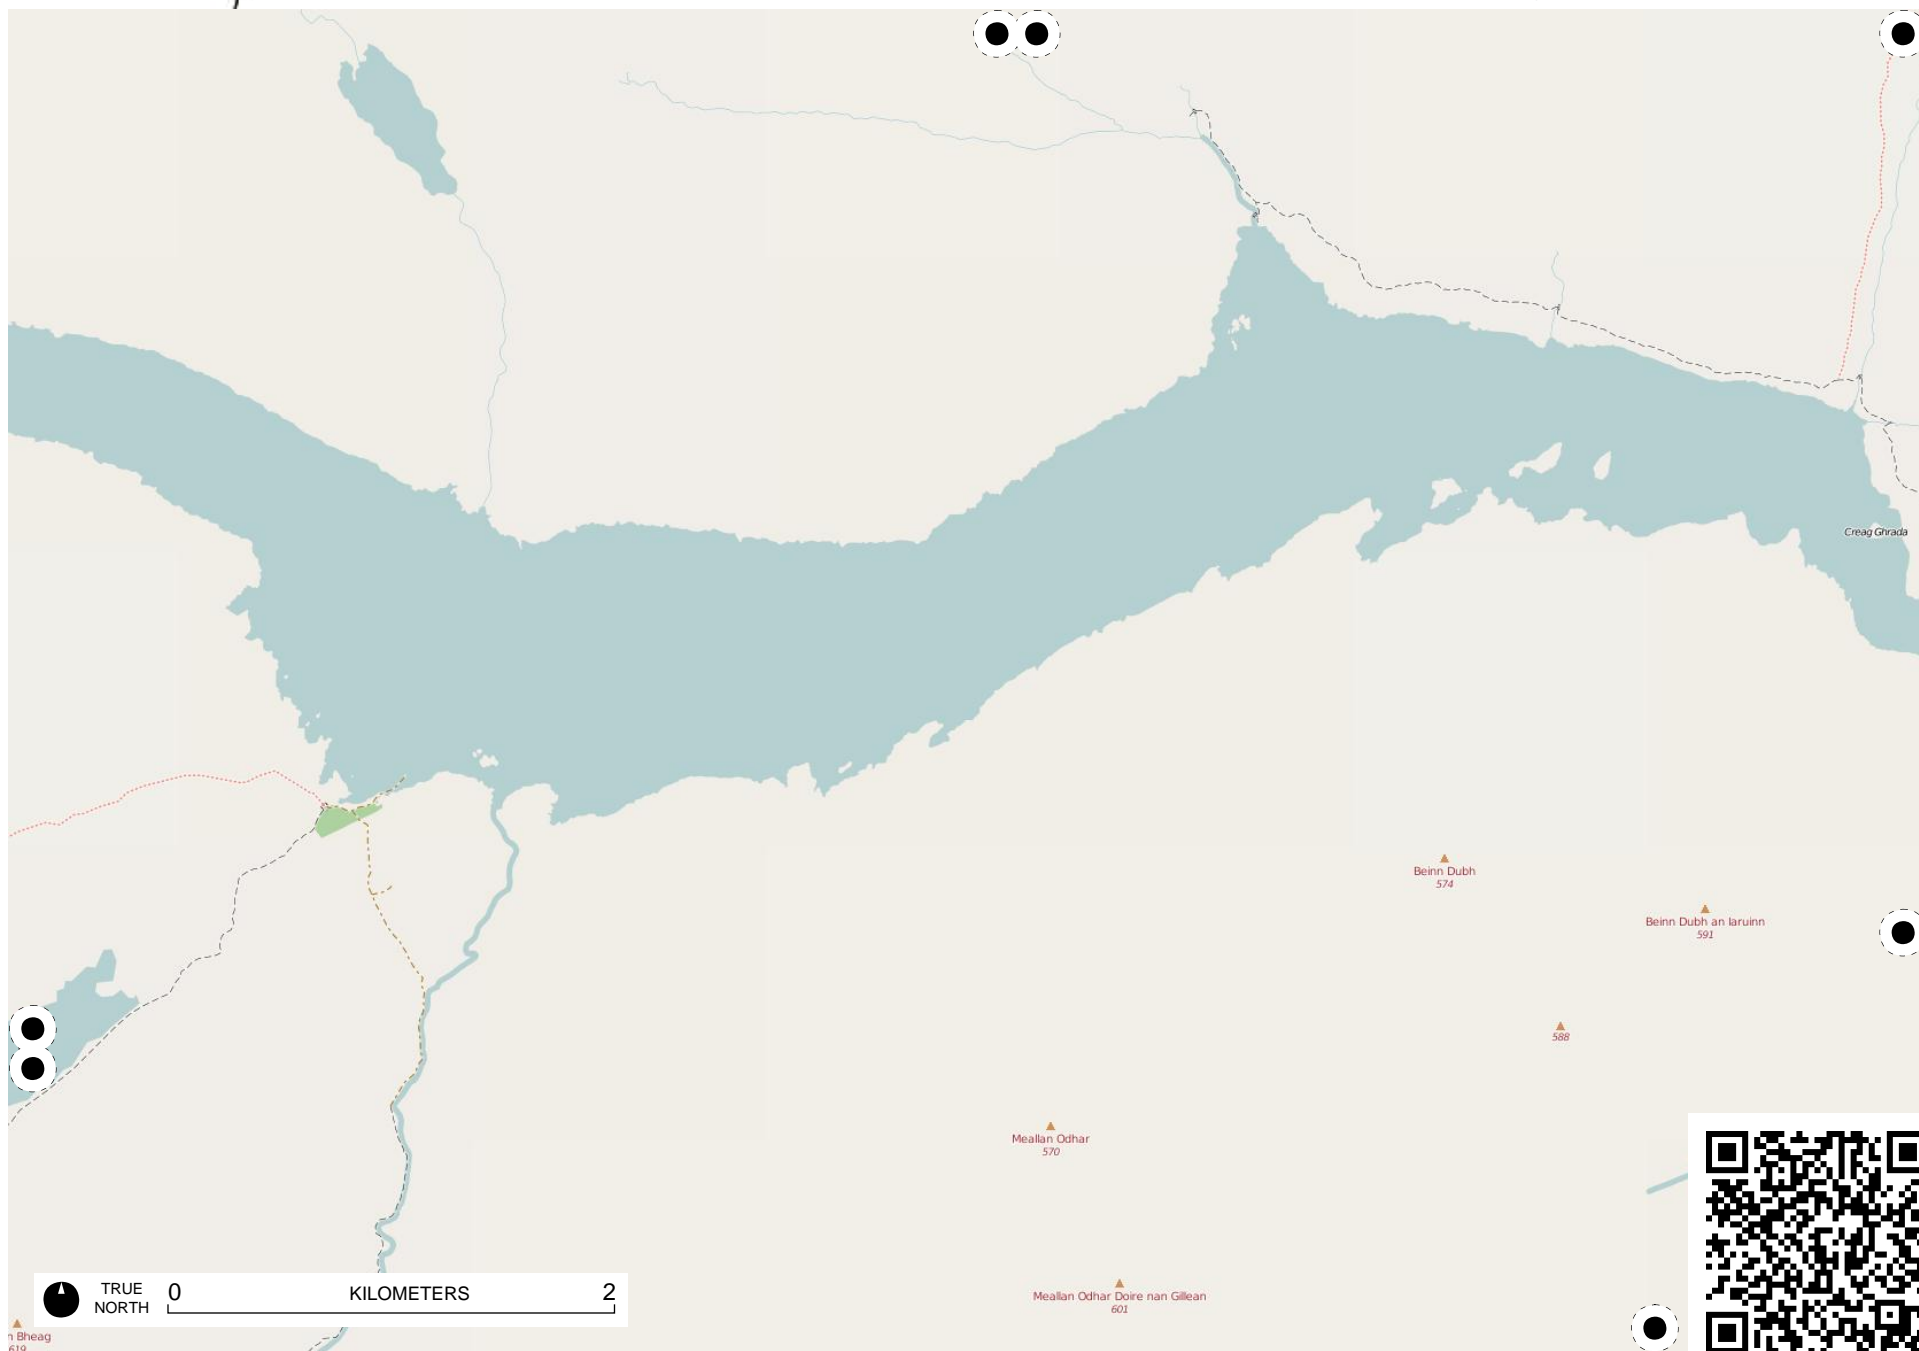 Creag Ghrada
Beinn Dubh
574
Beinn Dubh an Iaruinn
591
588
Meallan Odhar
570
Meallan Odhar Doire nan Gillean
601
TRUE
NORTH
0 KILOMETERS 2
n Bheag
619